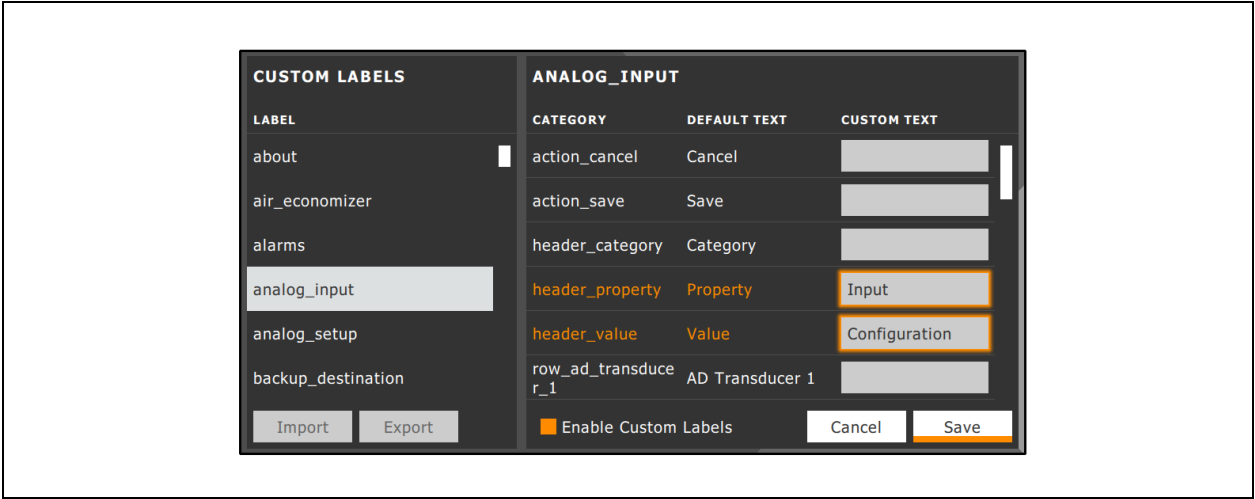 CUSTOM LABELS
LABEL
about
air_economizer
alarms
analog_input
analog_setup
backup_destination
Import Export
ANALOG_INPUT
CATEGORY DEFAULT TEXT CUSTOM TEXT
action_cancel Cancel
action_save Save
header_category Category
header_property Property Input
header_value Value Configuration
row_ad_transduce
r_1 AD Transducer 1
Enable Custom Labels Cancel Save